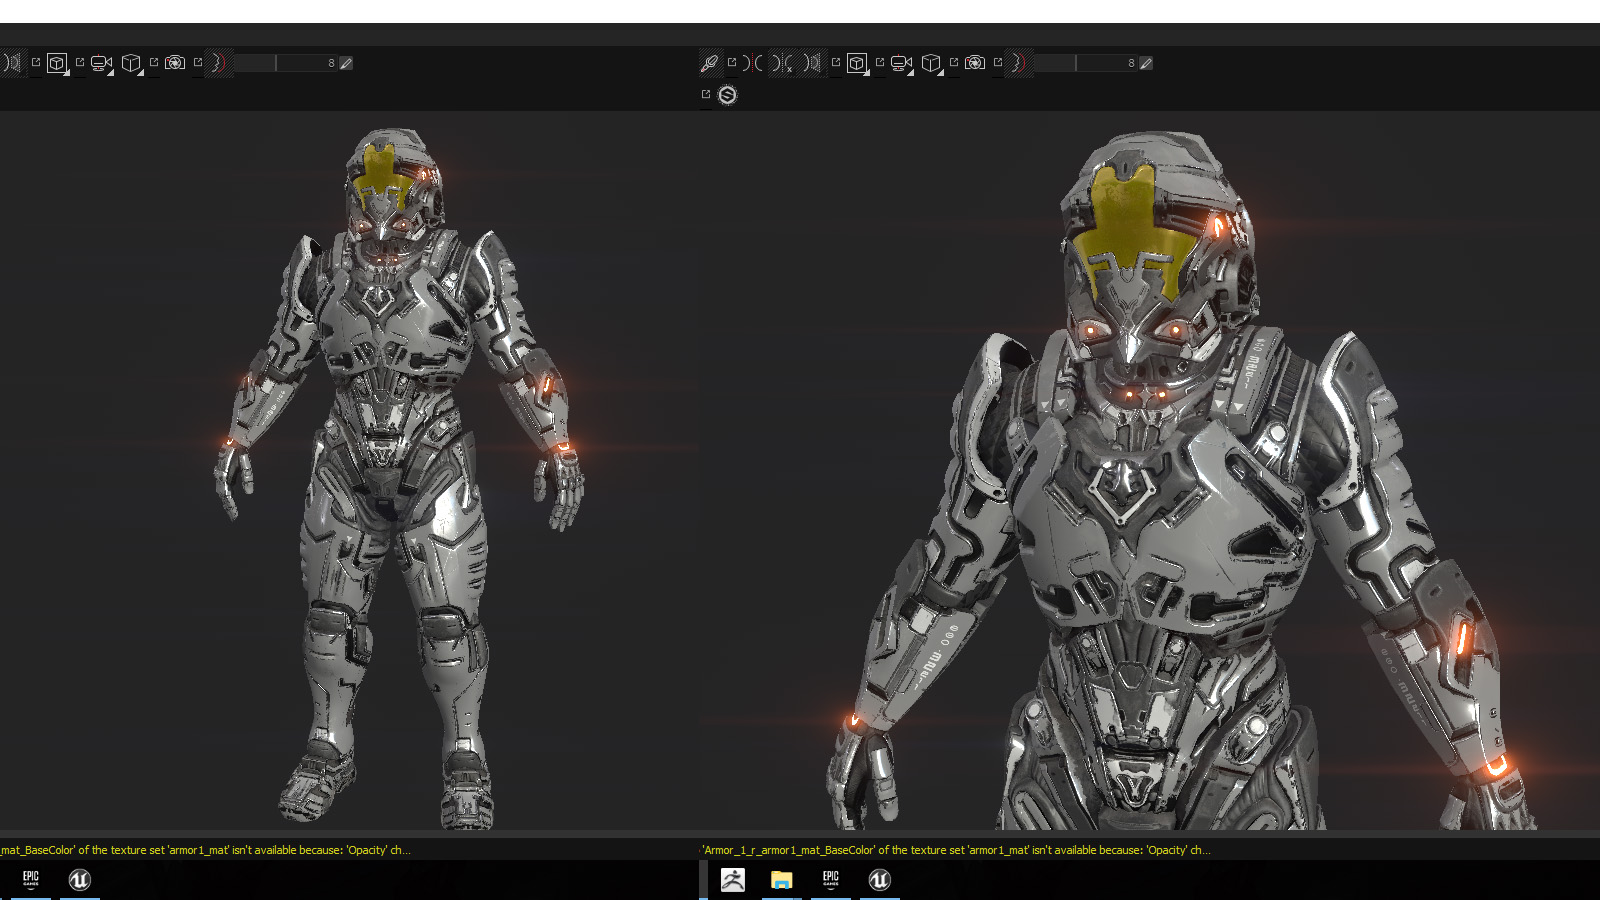 8
8
_mat_BaseColor' of the texture set 'armor1_mat' isn't available because: 'Opacity' ch...
'Armor_1_r_armor1_mat_BaseColor' of the texture set 'armor1_mat' isn't available because: 'Opacity' ch...
EPIC
GAMES
EPIC
GAMES